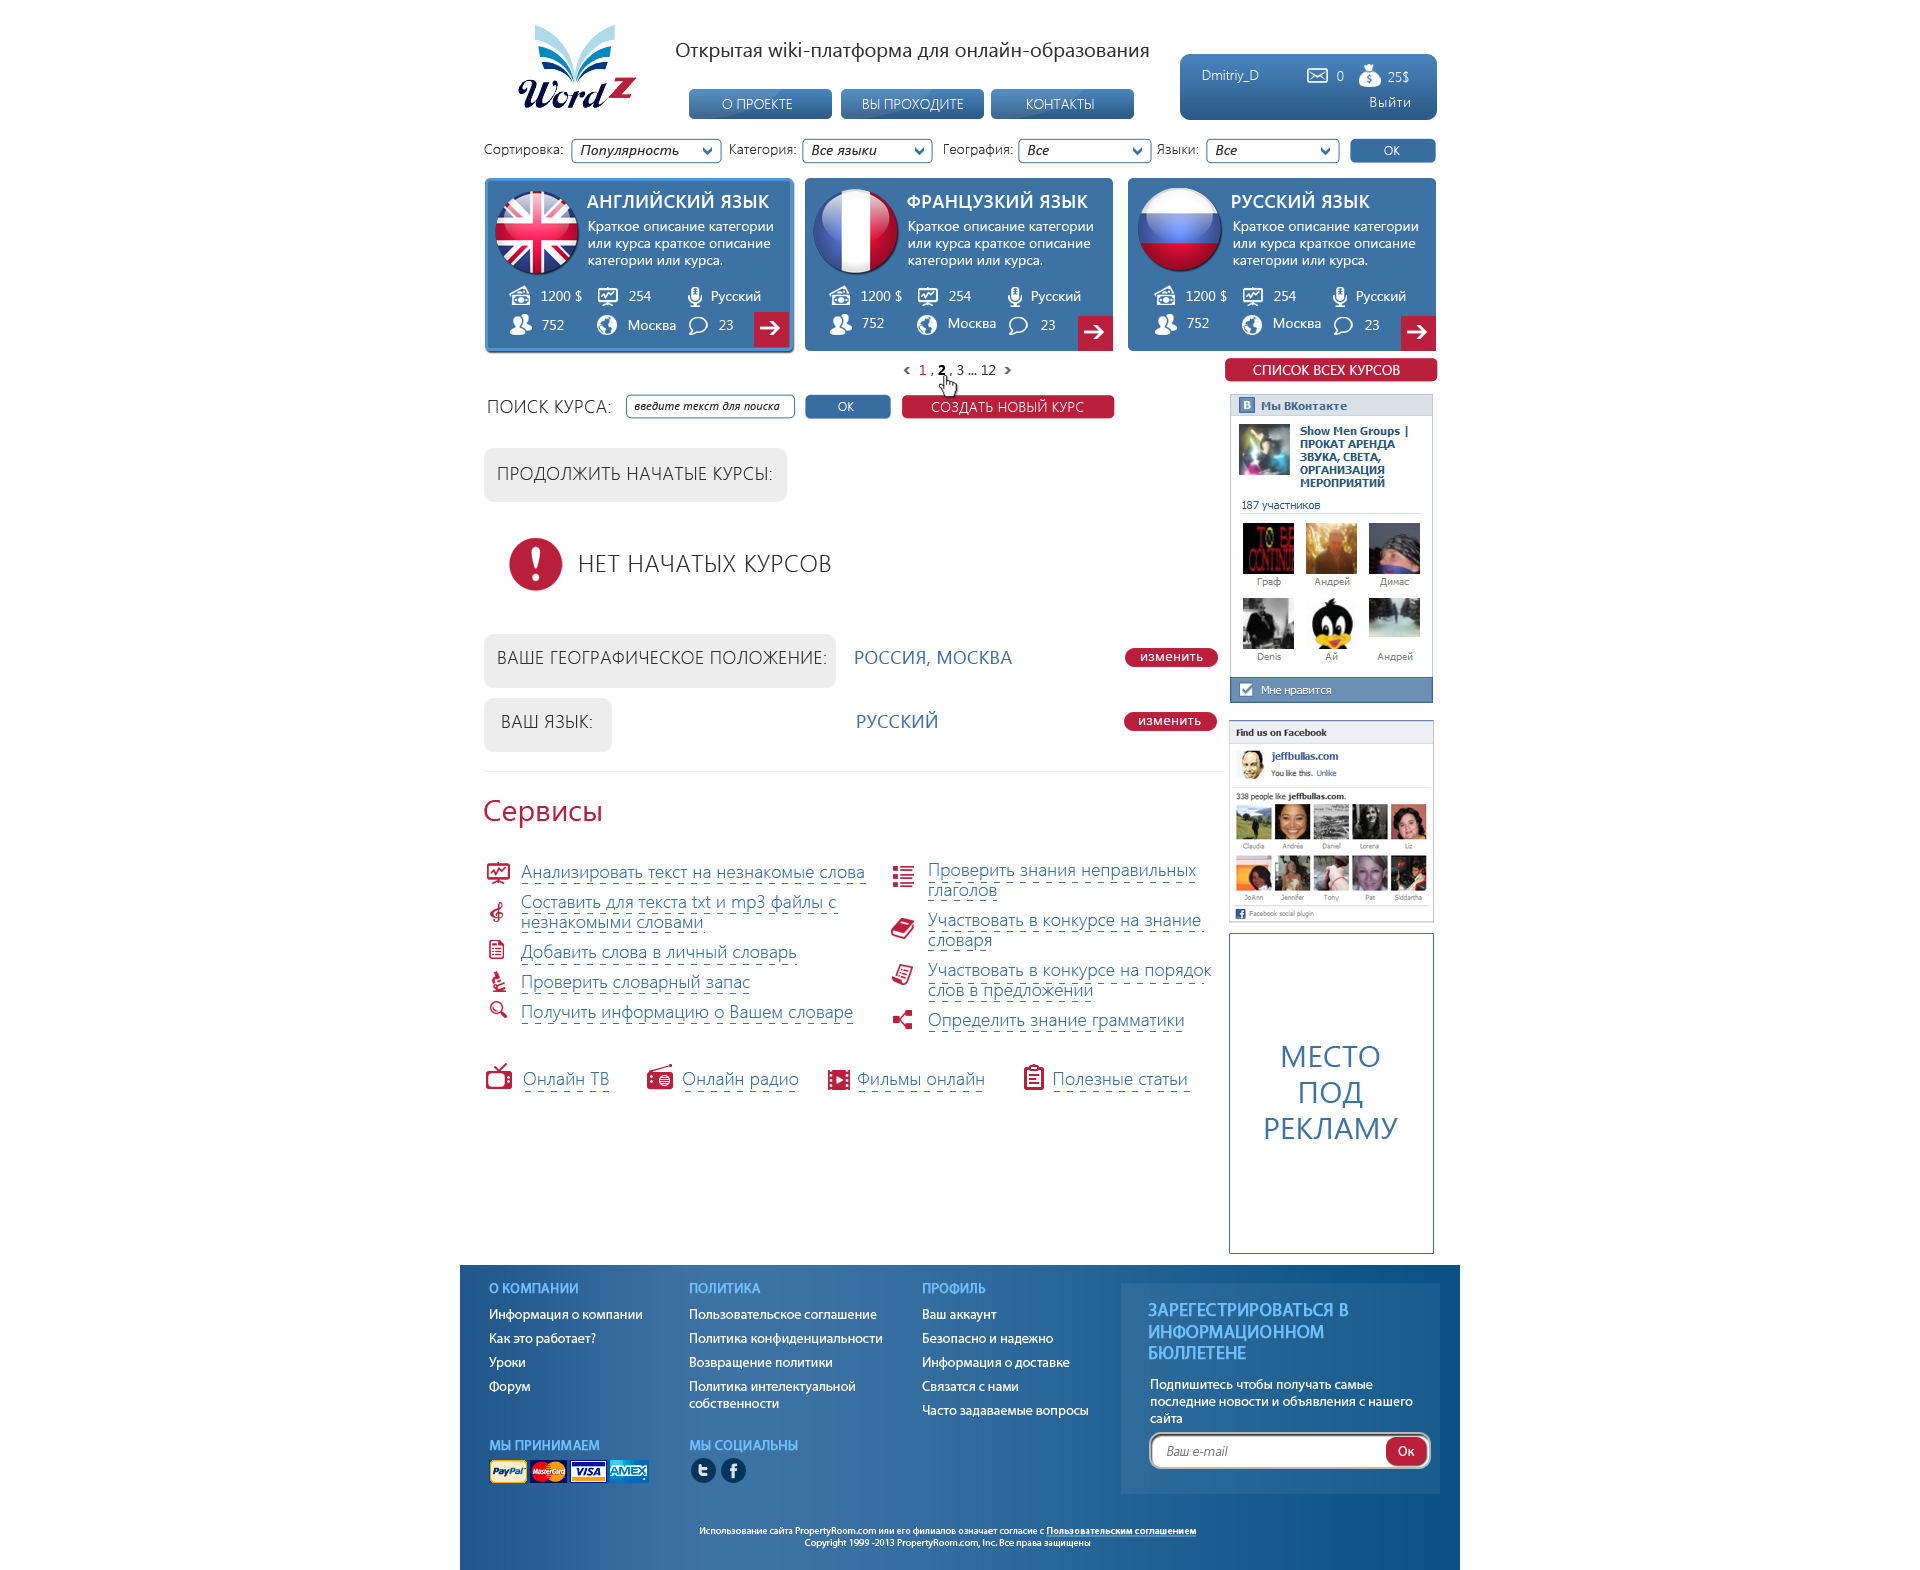 Word Z
Открытая wiki-платформа для онлайн-образования
О ПРОЕКТЕ
ВЫ ПРОХОДИТЕ
КОНТАКТЫ
Dmitriy_D
0
25$
Выйти
Сортировка:
Популярность
Категория:
Все языки
География:
Все
Языки:
Все
ОК
АНГЛИЙСКИЙ ЯЗЫК
Краткое описание категории
или курса краткое описание
категории или курса.
1200 $
254
Русский
752
Москва
23
ФРАНЦУЗКИЙ ЯЗЫК
Краткое описание категории
или курса краткое описание
категории или курса.
1200 $
254
Русский
752
Москва
23
РУССКИЙ ЯЗЫК
Краткое описание категории
или курса краткое описание
категории или курса.
1200 $
254
Русский
752
Москва
23
1 , 2 , 3 ... 12
СПИСОК ВСЕХ КУРСОВ
ПОИСК КУРСА:
введите текст для поиска
ОК
СОЗДАТЬ НОВЫЙ КУРС
ПРОДОЛЖИТЬ НАЧАТЫЕ КУРСЫ:
НЕТ НАЧАТЫХ КУРСОВ
ВАШЕ ГЕОГРАФИЧЕСКОЕ ПОЛОЖЕНИЕ:
РОССИЯ, МОСКВА
изменить
ВАШ ЯЗЫК:
РУССКИЙ
изменить
В Мы ВКонтакте
Show Men Groups |
ПРОКАТ АРЕНДА
ЗВУКА, СВЕТА,
ОРГАНИЗАЦИЯ
МЕРОПРИЯТИЙ
187 участников
TO BE
CONTINUE
Граф
Андрей
Димас
Denis
Ай
Андрей
Мне нравится
Find us on Facebook
jeffbullas.com
You like this. Unlike
338 people like jeffbullas.com.
Claudia
Andréa
Daniel
Lorena
Liz
JoAnn
Jennifer
Tony
Pat
Siddartha
Facebook social plugin
МЕСТО
ПОД
РЕКЛАМУ
Сервисы
Анализировать текст на незнакомые слова
Составить для текста txt и mp3 файлы с
незнакомыми словами
Добавить слова в личный словарь
Проверить словарный запас
Получить информацию о Вашем словаре
Проверить знания неправильных
глаголов
Участвовать в конкурсе на знание
словаря
Участвовать в конкурсе на порядок
слов в предложении
Определить знание грамматики
Онлайн ТВ
Онлайн радио
Фильмы онлайн
Полезные статьи
О КОМПАНИИ
Информация о компании
Как это работает?
Уроки
Форум
ПОЛИТИКА
Пользовательское соглашение
Политика конфиденциальности
Возвращение политики
Политика интелектуальной
собственности
ПРОФИЛЬ
Ваш аккаунт
Безопасно и надежно
Информация о доставке
Связатся с нами
Часто задаваемые вопросы
ЗАРЕГЕСТРИРОВАТЬСЯ В
ИНФОРМАЦИОННОМ
БЮЛЛЕТЕНЕ
Подпишитесь чтобы получать самые
последние новости и объявления с нашего
сайта
Ваш e-mail
Ок
МЫ ПРИНИМАЕМ
PayPal
MasterCard
VISA
AMEX
МЫ СОЦИАЛЬНЫ
Использование сайта PropertyRoom.com или его филиалов означает согласие с Пользовательским соглашением
Copyright 1999 -2013 PropertyRoom.com, Inc. Все права защищены